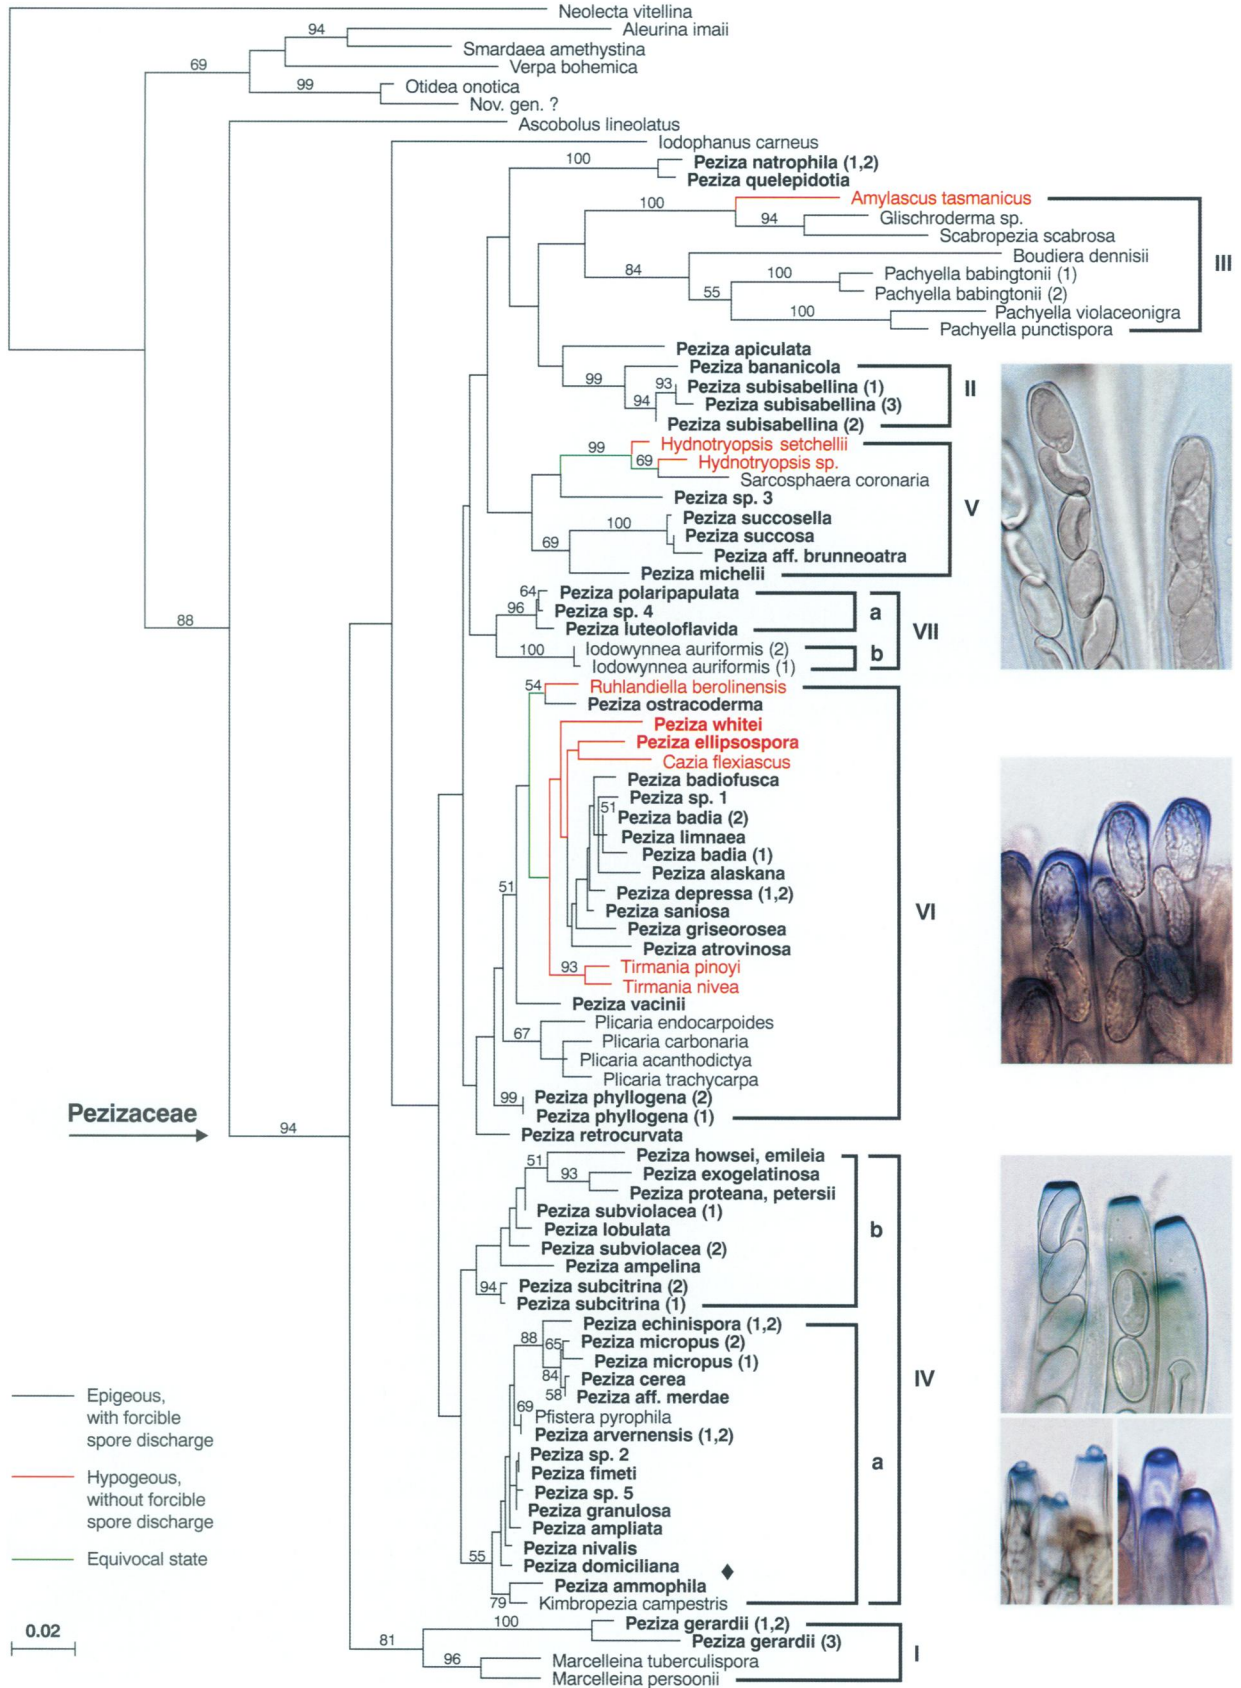 Neolecta vitellina
94
Aleurina imaii
Smardaea amethystina
69
Verpa bohemica
99
Otidea onotica
Nov. gen. ?
Ascobolus lineolatus
Iodophanus carneus
100
Peziza natrophila (1,2)
Peziza quelepidotia
100
Amylascus tasmanicus
94
Glischroderma sp.
Scabropezia scabrosa
III
84
Boudiera dennisii
100
Pachyella babingtonii (1)
55
Pachyella babingtonii (2)
100
Pachyella violaceonigra
Pachyella punctispora
Peziza apiculata
Peziza bananicola
99
93
Peziza subisabellina (1)
II
94
Peziza subisabellina (3)
Peziza subisabellina (2)
99
Hydnotryopsis setchellii
69
Hydnotryopsis sp.
Sarcosphaera coronaria
Peziza sp. 3
V
100
Peziza succosella
Peziza succosa
69
Peziza aff. brunneoatra
Peziza michelii
64
Peziza polaripapulata
96
Peziza sp. 4
a
Peziza luteoloflavida
VII
100
Iodowynnea auriformis (2)
b
Iodowynnea auriformis (1)
88
54
Ruhlandiella berolinensis
Peziza ostracoderma
Peziza whitei
Peziza ellipsospora
Cazia flexiascus
Peziza badiofusca
Peziza sp. 1
51
Peziza badia (2)
Peziza limnaea
Peziza badia (1)
Peziza alaskana
51
Peziza depressa (1,2)
Peziza saniosa
VI
Peziza griseorosea
Peziza atrovinosa
93
Tirmania pinoyi
Tirmania nivea
Peziza vacinii
Plicaria endocarpoides
67
Plicaria carbonaria
Plicaria acanthodictya
Plicaria trachycarpa
99
Peziza phyllogena (2)
Peziza phyllogena (1)
Pezizaceae
94
Peziza retrocurvata
51
Peziza howsei, emileia
93
Peziza exogelatinosa
Peziza proteana, petersii
Peziza subviolacea (1)
Peziza lobulata
b
Peziza subviolacea (2)
Peziza ampelina
94
Peziza subcitrina (2)
Peziza subcitrina (1)
Peziza echinispora (1,2)
88
65
Peziza micropus (2)
Peziza micropus (1)
84
Peziza cerea
IV
58
Peziza aff. merdae
69
Pfistera pyrophila
Peziza arvernensis (1,2)
Peziza sp. 2
a
Peziza fimeti
Peziza sp. 5
Peziza granulosa
Peziza ampliata
Peziza nivalis
55
Peziza domiciliana
♦
Peziza ammophila
79
Kimbropezia campestris
100
Peziza gerardii (1,2)
81
Peziza gerardii (3)
I
96
Marcelleina tuberculispora
Marcelleina persoonii
Epigeous,
with forcible
spore discharge
Hypogeous,
without forcible
spore discharge
Equivocal state
0.02